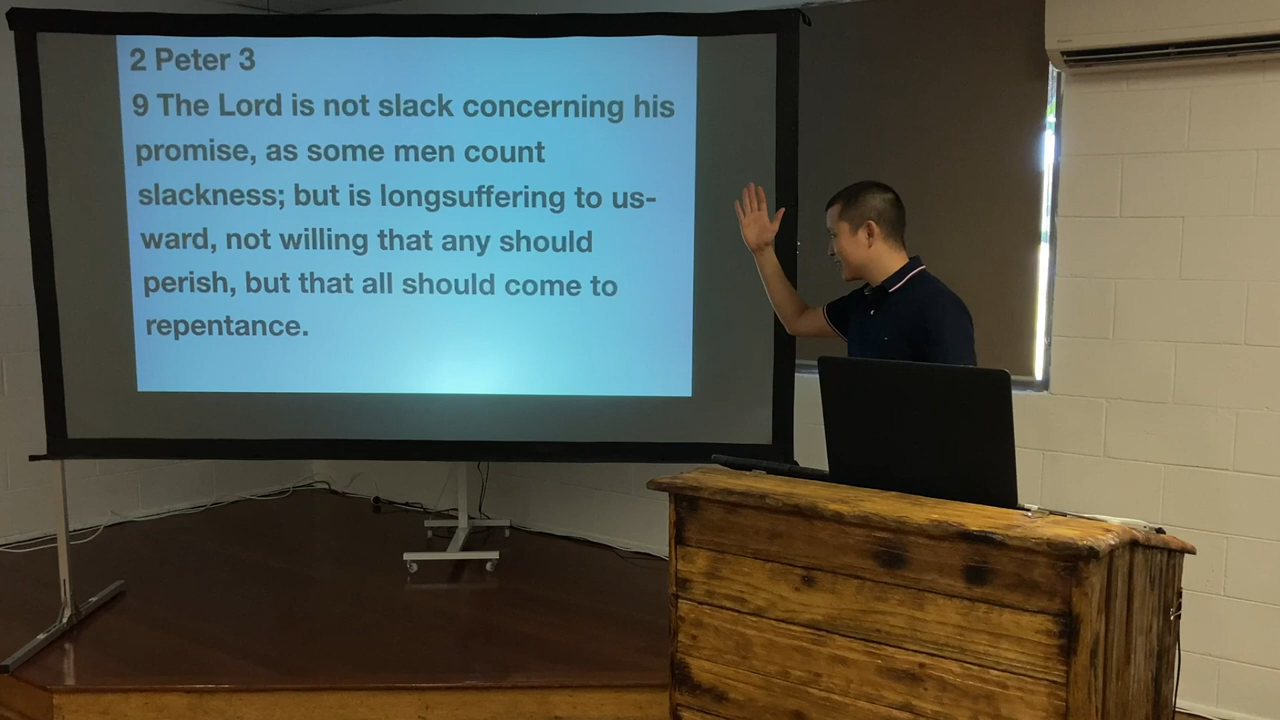 2 Peter 3
9 The Lord is not slack concerning his
promise, as some men count
slackness; but is longsuffering to us-
ward, not willing that any should
perish, but that all should come to
repentance.